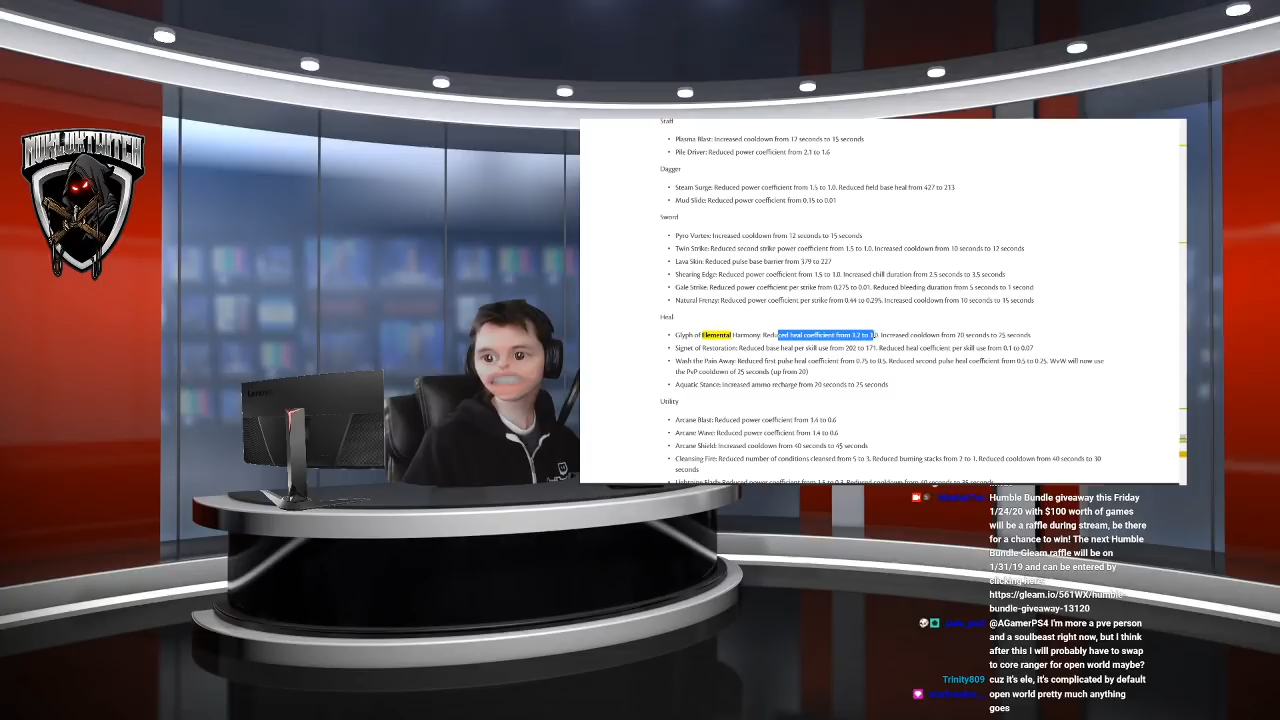 MUKLUKTWITCH
Lenovo
Staff
• Plasma Blast: Increased cooldown from 12 seconds to 15 seconds
• Pile Driver: Reduced power coefficient from 2.1 to 1.6
Dagger
• Steam Surge: Reduced power coefficient from 1.5 to 1.0. Reduced field base heal from 427 to 213
• Mud Slide: Reduced power coefficient from 0.15 to 0.01
Sword
• Pyro Vortex: Increased cooldown from 12 seconds to 15 seconds
• Twin Strike: Reduced second strike power coefficient from 1.5 to 1.0. Increased cooldown from 10 seconds to 12 seconds
• Lava Skin: Reduced pulse base barrier from 379 to 227
• Shearing Edge: Reduced power coefficient from 1.5 to 1.0. Increased chill duration from 2.5 seconds to 3.5 seconds
• Gale Strike: Reduced power coefficient per strike from 0.275 to 0.01. Reduced bleeding duration from 5 seconds to 1 second
• Natural Frenzy: Reduced power coefficient per strike from 0.44 to 0.295. Increased cooldown from 10 seconds to 15 seconds
Heal
• Glyph of Elemental Harmony: Reduced heal coefficient from 1.2 to 1.0. Increased cooldown from 20 seconds to 25 seconds
• Signet of Restoration: Reduced base heal per skill use from 202 to 171. Reduced heal coefficient per skill use from 0.1 to 0.07
• Wash the Pain Away: Reduced first pulse heal coefficient from 0.75 to 0.5. Reduced second pulse heal coefficient from 0.5 to 0.25. WvW will now use
the PvP cooldown of 25 seconds (up from 20)
• Aquatic Stance: Increased ammo recharge from 20 seconds to 25 seconds
Utility
• Arcane Blast: Reduced power coefficient from 1.4 to 0.6
• Arcane Wave: Reduced power coefficient from 1.4 to 0.6
• Arcane Shield: Increased cooldown from 40 seconds to 45 seconds
• Cleansing Fire: Reduced number of conditions cleansed from 5 to 3. Reduced burning stacks from 2 to 1. Reduced cooldown from 40 seconds to 30
seconds
Humble Bundle giveaway this Friday
1/24/20 with $100 worth of games
will be a raffle during stream, be there
for a chance to win! The next Humble
Bundle Gleam raffle will be on
1/31/19 and can be entered by
clicking here:
https://gleam.io/561WX/humble-
bundle-giveaway-13120
@AGamerPS4 I'm more a pve person
and a soulbeast right now, but I think
after this I will probably have to swap
to core ranger for open world maybe?
Trinity809 cuz it's ele, it's complicated by default
open world pretty much anything
goes